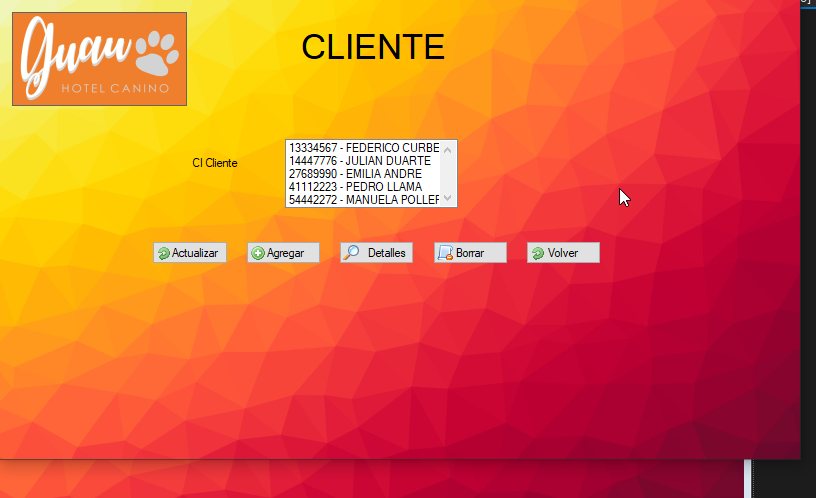 Guau
HOTEL CANINO
CLIENTE
CI Cliente
13334567 - FEDERICO CURBE
14447776 - JULIAN DUARTE
27689990 - EMILIA ANDRE
41112223 - PEDRO LLAMA
54442272 - MANUELA POLLER
Actualizar
Agregar
Detalles
Borrar
Volver